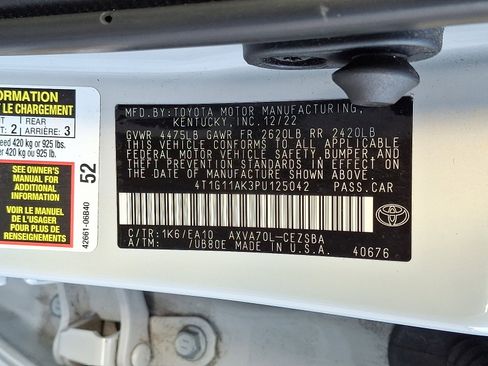 FORMATION
T LE CHARGEMENT
T: 2 ARRIÈRE: 3
ceed 420 kg or 925 lbs.
420 kg ou 925 lb.
SEE OWNER'S
MANUAL FOR
ADDITIONAL
INFORMATION
VOIR LE MANUEL
DE L'USAGER
POUR PLUS DE
RENSEIGNEMENTS
52
42661-06B40
MFD.BY:TOYOTA MOTOR MANUFACTURING,
KENTUCKY, INC. 12/22
GVWR 4475LB GAWR FR 2620LB RR 2420LB
THIS VEHICLE CONFORMS TO ALL APPLICABLE
FEDERAL MOTOR VEHICLE SAFETY, BUMPER, AND
THEFT PREVENTION STANDARDS IN EFFECT ON
THE DATE OF MANUFACTURE SHOWN ABOVE.
4T1G11AK3PU125042 PASS.CAR
C/TR:1K6/EA10 AXVA70L-CEZSBA
A/TM: /UB80E MADE IN U.S.A. 40676
TOYOTA